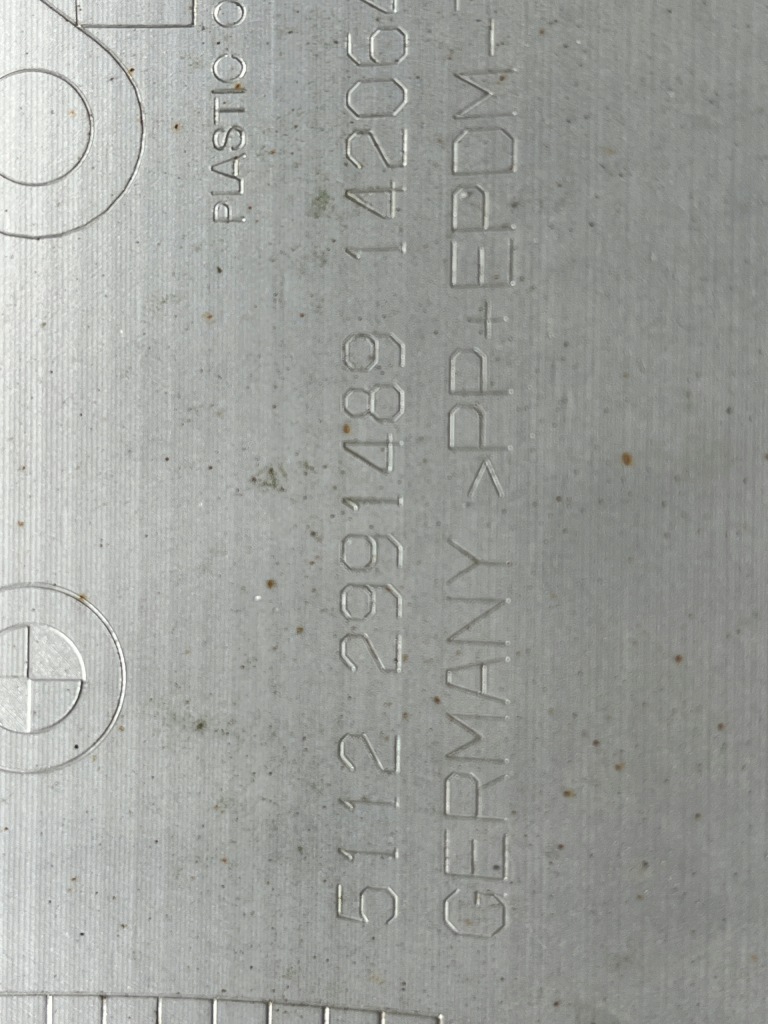 PLASTIC O
5112 2991489 14206
GERMANY >PP+EPDM-